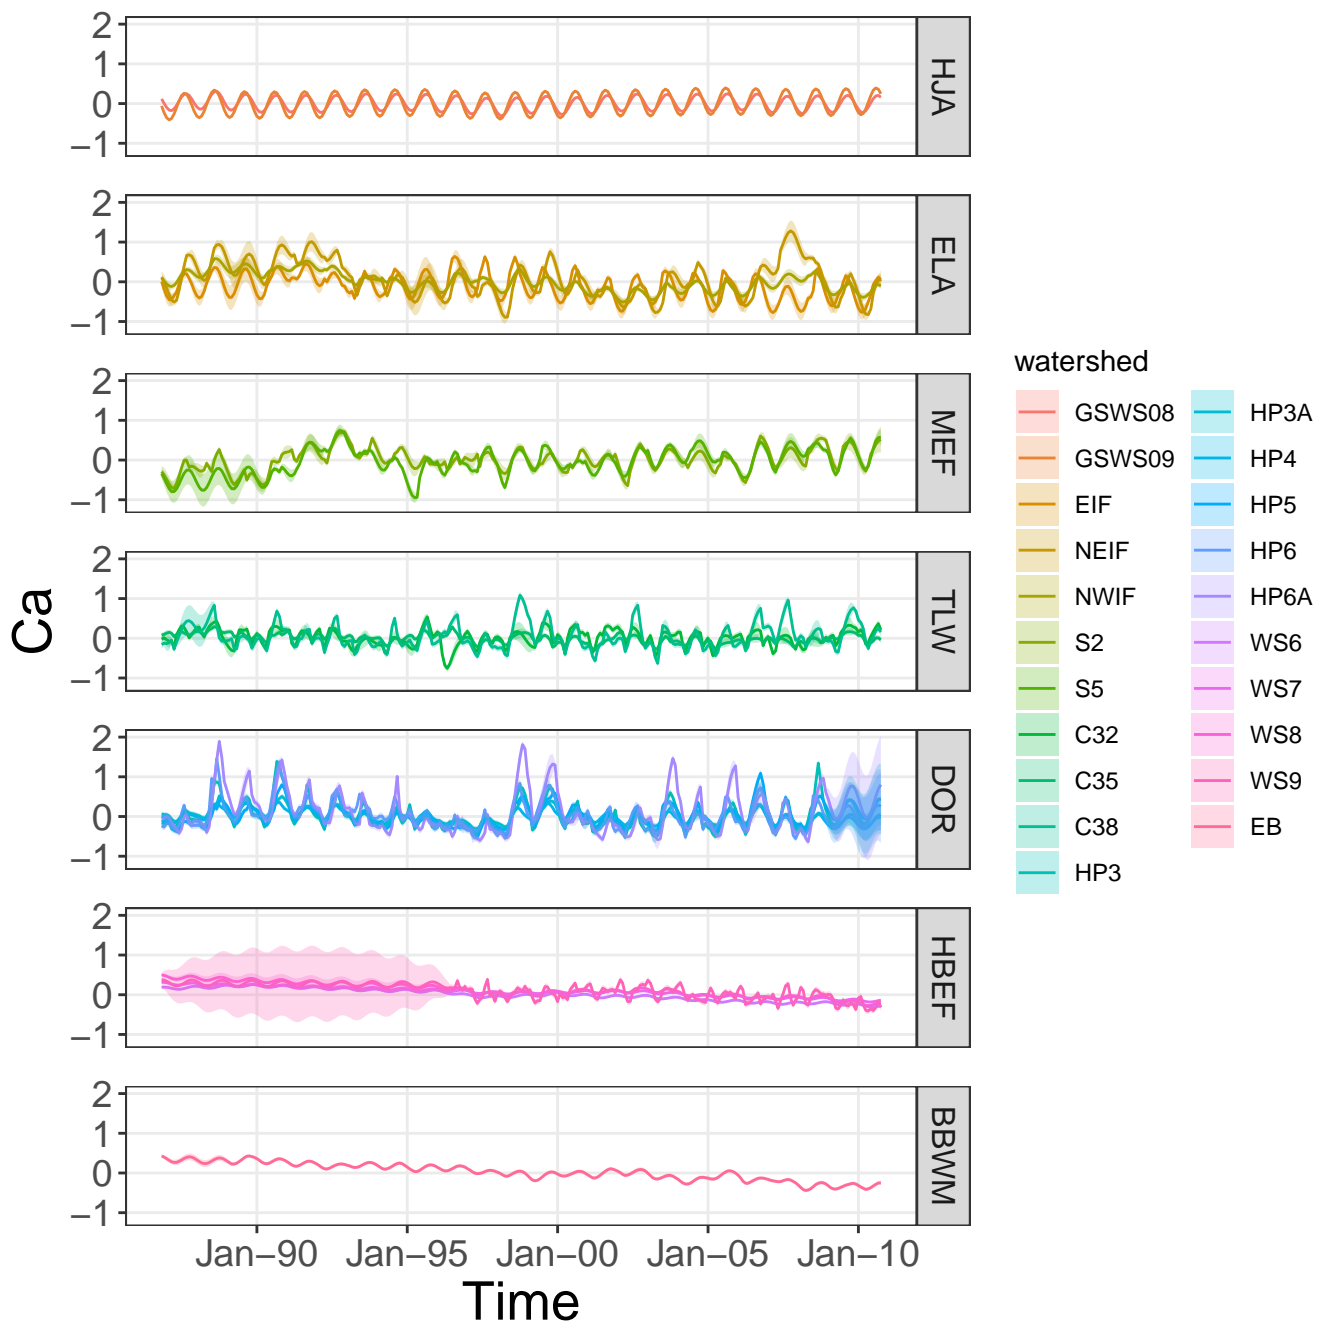 2
1
0
−1
HJA
2
1
0
−1
ELA
2
1
0
−1
MEF
2
1
0
−1
TLW
2
1
0
−1
DOR
2
1
0
−1
HBEF
2
1
0
−1
BBWM
Jan−90 Jan−95 Jan−00 Jan−05 Jan−10
Time
Ca
watershed
GSWS08
GSWS09
EIF
NEIF
NWIF
S2
S5
C32
C35
C38
HP3
HP3A
HP4
HP5
HP6
HP6A
WS6
WS7
WS8
WS9
EB